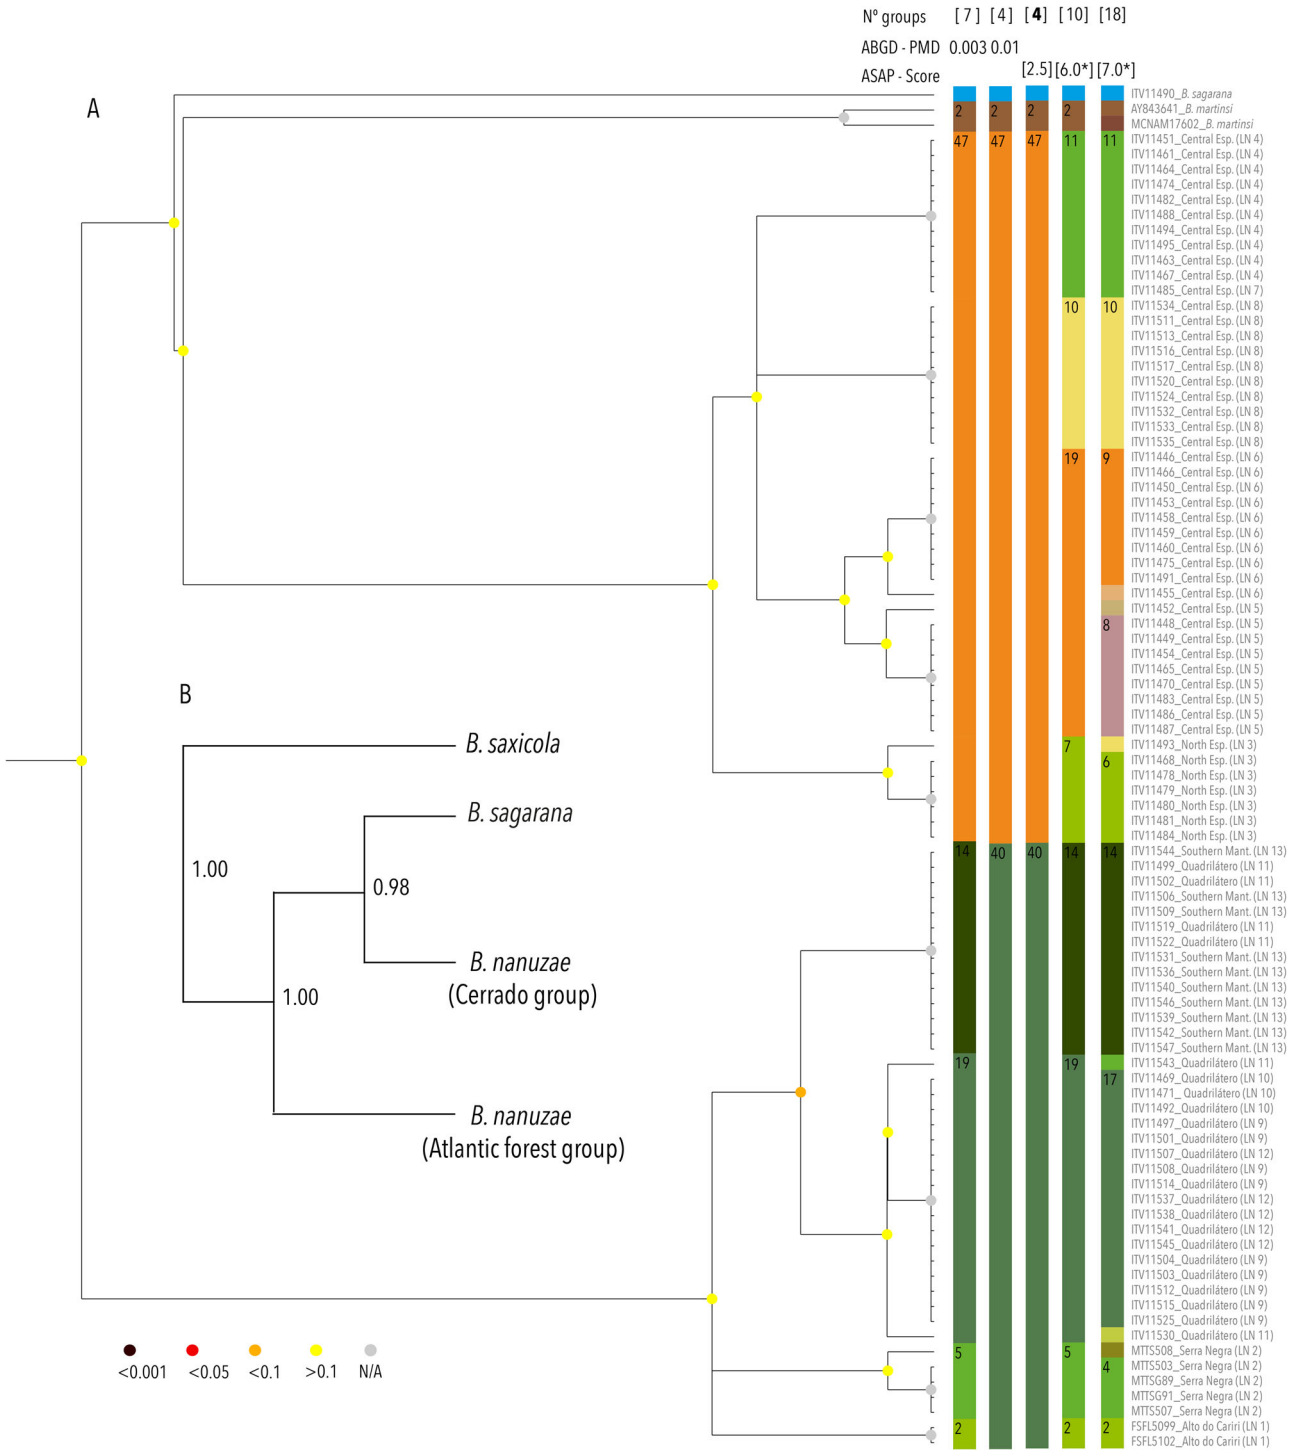 Nº groups [7] [4] [4] [10] [18]
ABGD - PMD 0.003 0.01
ASAP - Score [2.5] [6.0*] [7.0*]
A
ITV11490_B. sagarana
2 2 2 2 AY843641_B. martinsi
MCNAM17602_B. martinsi
47 47 47 11 11 ITV11451_Central Esp. (LN 4)
ITV11461_Central Esp. (LN 4)
ITV11464_Central Esp. (LN 4)
ITV11474_Central Esp. (LN 4)
ITV11482_Central Esp. (LN 4)
ITV11488_Central Esp. (LN 4)
ITV11494_Central Esp. (LN 4)
ITV11495_Central Esp. (LN 4)
ITV11463_Central Esp. (LN 4)
ITV11467_Central Esp. (LN 4)
ITV11485_Central Esp. (LN 7)
10 10 ITV11534_Central Esp. (LN 8)
ITV11511_Central Esp. (LN 8)
ITV11513_Central Esp. (LN 8)
ITV11516_Central Esp. (LN 8)
ITV11517_Central Esp. (LN 8)
ITV11520_Central Esp. (LN 8)
ITV11524_Central Esp. (LN 8)
ITV11532_Central Esp. (LN 8)
ITV11533_Central Esp. (LN 8)
ITV11535_Central Esp. (LN 8)
19 9 ITV11446_Central Esp. (LN 6)
ITV11466_Central Esp. (LN 6)
ITV11450_Central Esp. (LN 6)
ITV11453_Central Esp. (LN 6)
ITV11458_Central Esp. (LN 6)
ITV11459_Central Esp. (LN 6)
ITV11460_Central Esp. (LN 6)
ITV11475_Central Esp. (LN 6)
ITV11491_Central Esp. (LN 6)
ITV11455_Central Esp. (LN 6)
ITV11452_Central Esp. (LN 5)
8 ITV11448_Central Esp. (LN 5)
ITV11449_Central Esp. (LN 5)
ITV11454_Central Esp. (LN 5)
ITV11465_Central Esp. (LN 5)
ITV11470_Central Esp. (LN 5)
ITV11483_Central Esp. (LN 5)
ITV11486_Central Esp. (LN 5)
ITV11487_Central Esp. (LN 5)
7 ITV11493_North Esp. (LN 3)
6 ITV11468_North Esp. (LN 3)
ITV11478_North Esp. (LN 3)
ITV11479_North Esp. (LN 3)
ITV11480_North Esp. (LN 3)
ITV11481_North Esp. (LN 3)
ITV11484_North Esp. (LN 3)
14 40 40 14 14 ITV11544_Southern Mant. (LN 13)
ITV11499_Quadrilátero (LN 11)
ITV11502_Quadrilátero (LN 11)
ITV11506_Southern Mant. (LN 13)
ITV11509_Southern Mant. (LN 13)
ITV11519_Quadrilátero (LN 11)
ITV11522_Quadrilátero (LN 11)
ITV11531_Southern Mant. (LN 13)
ITV11536_Southern Mant. (LN 13)
ITV11540_Southern Mant. (LN 13)
ITV11546_Southern Mant. (LN 13)
ITV11539_Southern Mant. (LN 13)
ITV11542_Southern Mant. (LN 13)
ITV11547_Southern Mant. (LN 13)
19 19 ITV11543_Quadrilátero (LN 11)
17 ITV11469_Quadrilátero (LN 10)
ITV11471_ Quadrilátero (LN 10)
ITV11492_Quadrilátero (LN 10)
ITV11497_Quadrilátero (LN 9)
ITV11501_Quadrilátero (LN 9)
ITV11507_Quadrilátero (LN 12)
ITV11508_Quadrilátero (LN 9)
ITV11514_Quadrilátero (LN 9)
ITV11537_Quadrilátero (LN 12)
ITV11538_Quadrilátero (LN 12)
ITV11541_Quadrilátero (LN 12)
ITV11545_Quadrilátero (LN 12)
ITV11504_Quadrilátero (LN 9)
ITV11503_Quadrilátero (LN 9)
ITV11512_Quadrilátero (LN 9)
ITV11515_Quadrilátero (LN 9)
ITV11525_Quadrilátero (LN 9)
ITV11530_Quadrilátero (LN 11)
5 5 MTTS508_Serra Negra (LN 2)
4 MTTS503_Serra Negra (LN 2)
MTTSG89_Serra Negra (LN 2)
MTTSG91_Serra Negra (LN 2)
MTTS507_Serra Negra (LN 2)
2 2 2 FSFL5099_Alto do Cariri (LN 1)
FSFL5102_Alto do Cariri (LN 1)
B
B. saxicola
B. sagarana
1.00
0.98
B. nanuzae
(Cerrado group)
1.00
B. nanuzae
(Atlantic forest group)
<0.001 <0.05 <0.1 >0.1 N/A